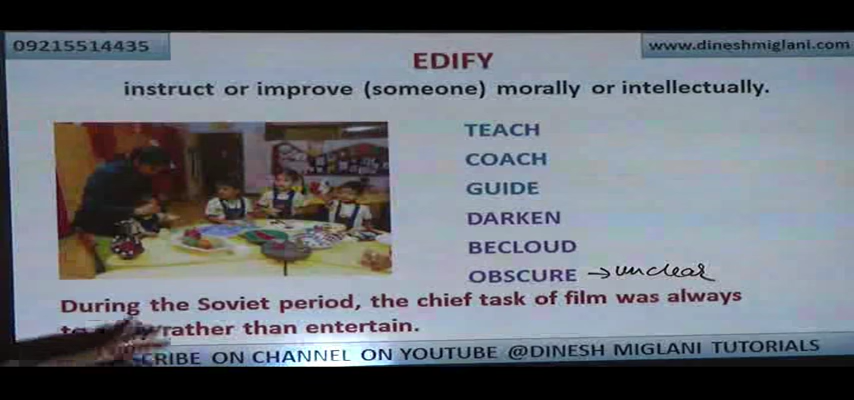 09215514435
www.dineshmiglani.com
EDIFY
instruct or improve (someone) morally or intellectually.
TEACH
COACH
GUIDE
DARKEN
BECLOUD
OBSCURE → unclear
During the Soviet period, the chief task of film was always
to rather than entertain.
CRIBE ON CHANNEL ON YOUTUBE @DINESH MIGLANI TUTORIALS